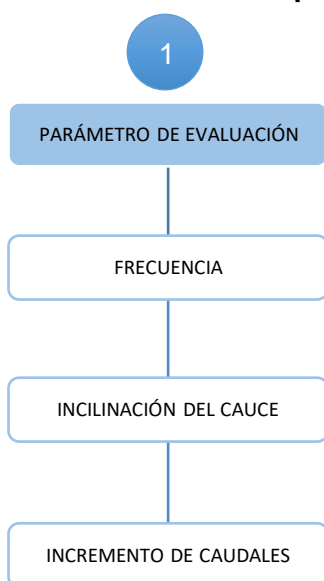 1
PARÁMETRO DE EVALUACIÓN
FRECUENCIA
INCILINACIÓN DEL CAUCE
INCREMENTO DE CAUDALES